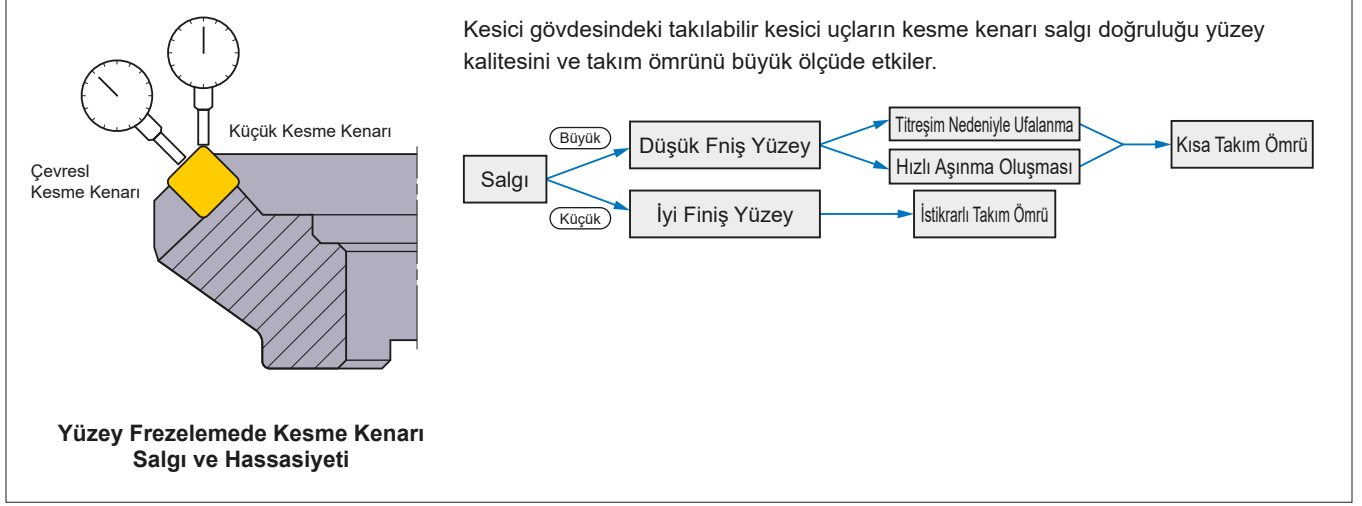 Kesici gövdesindeki takılabilir kesici uçların kesme kenarı salgı doğruluğu yüzey
kalitesini ve takım ömrünü büyük ölçüde etkiler.
Küçük Kesme Kenarı
Çevresl
Kesme Kenarı
Salgı
Büyük
Düşük Fniş Yüzey
Titreşim Nedeniyle Ufalanma
Hızlı Aşınma Oluşması
Kısa Takım Ömrü
Küçük
İyi Finiş Yüzey
İstikrarlı Takım Ömrü
Yüzey Frezelemede Kesme Kenarı
Salgı ve Hassasiyeti